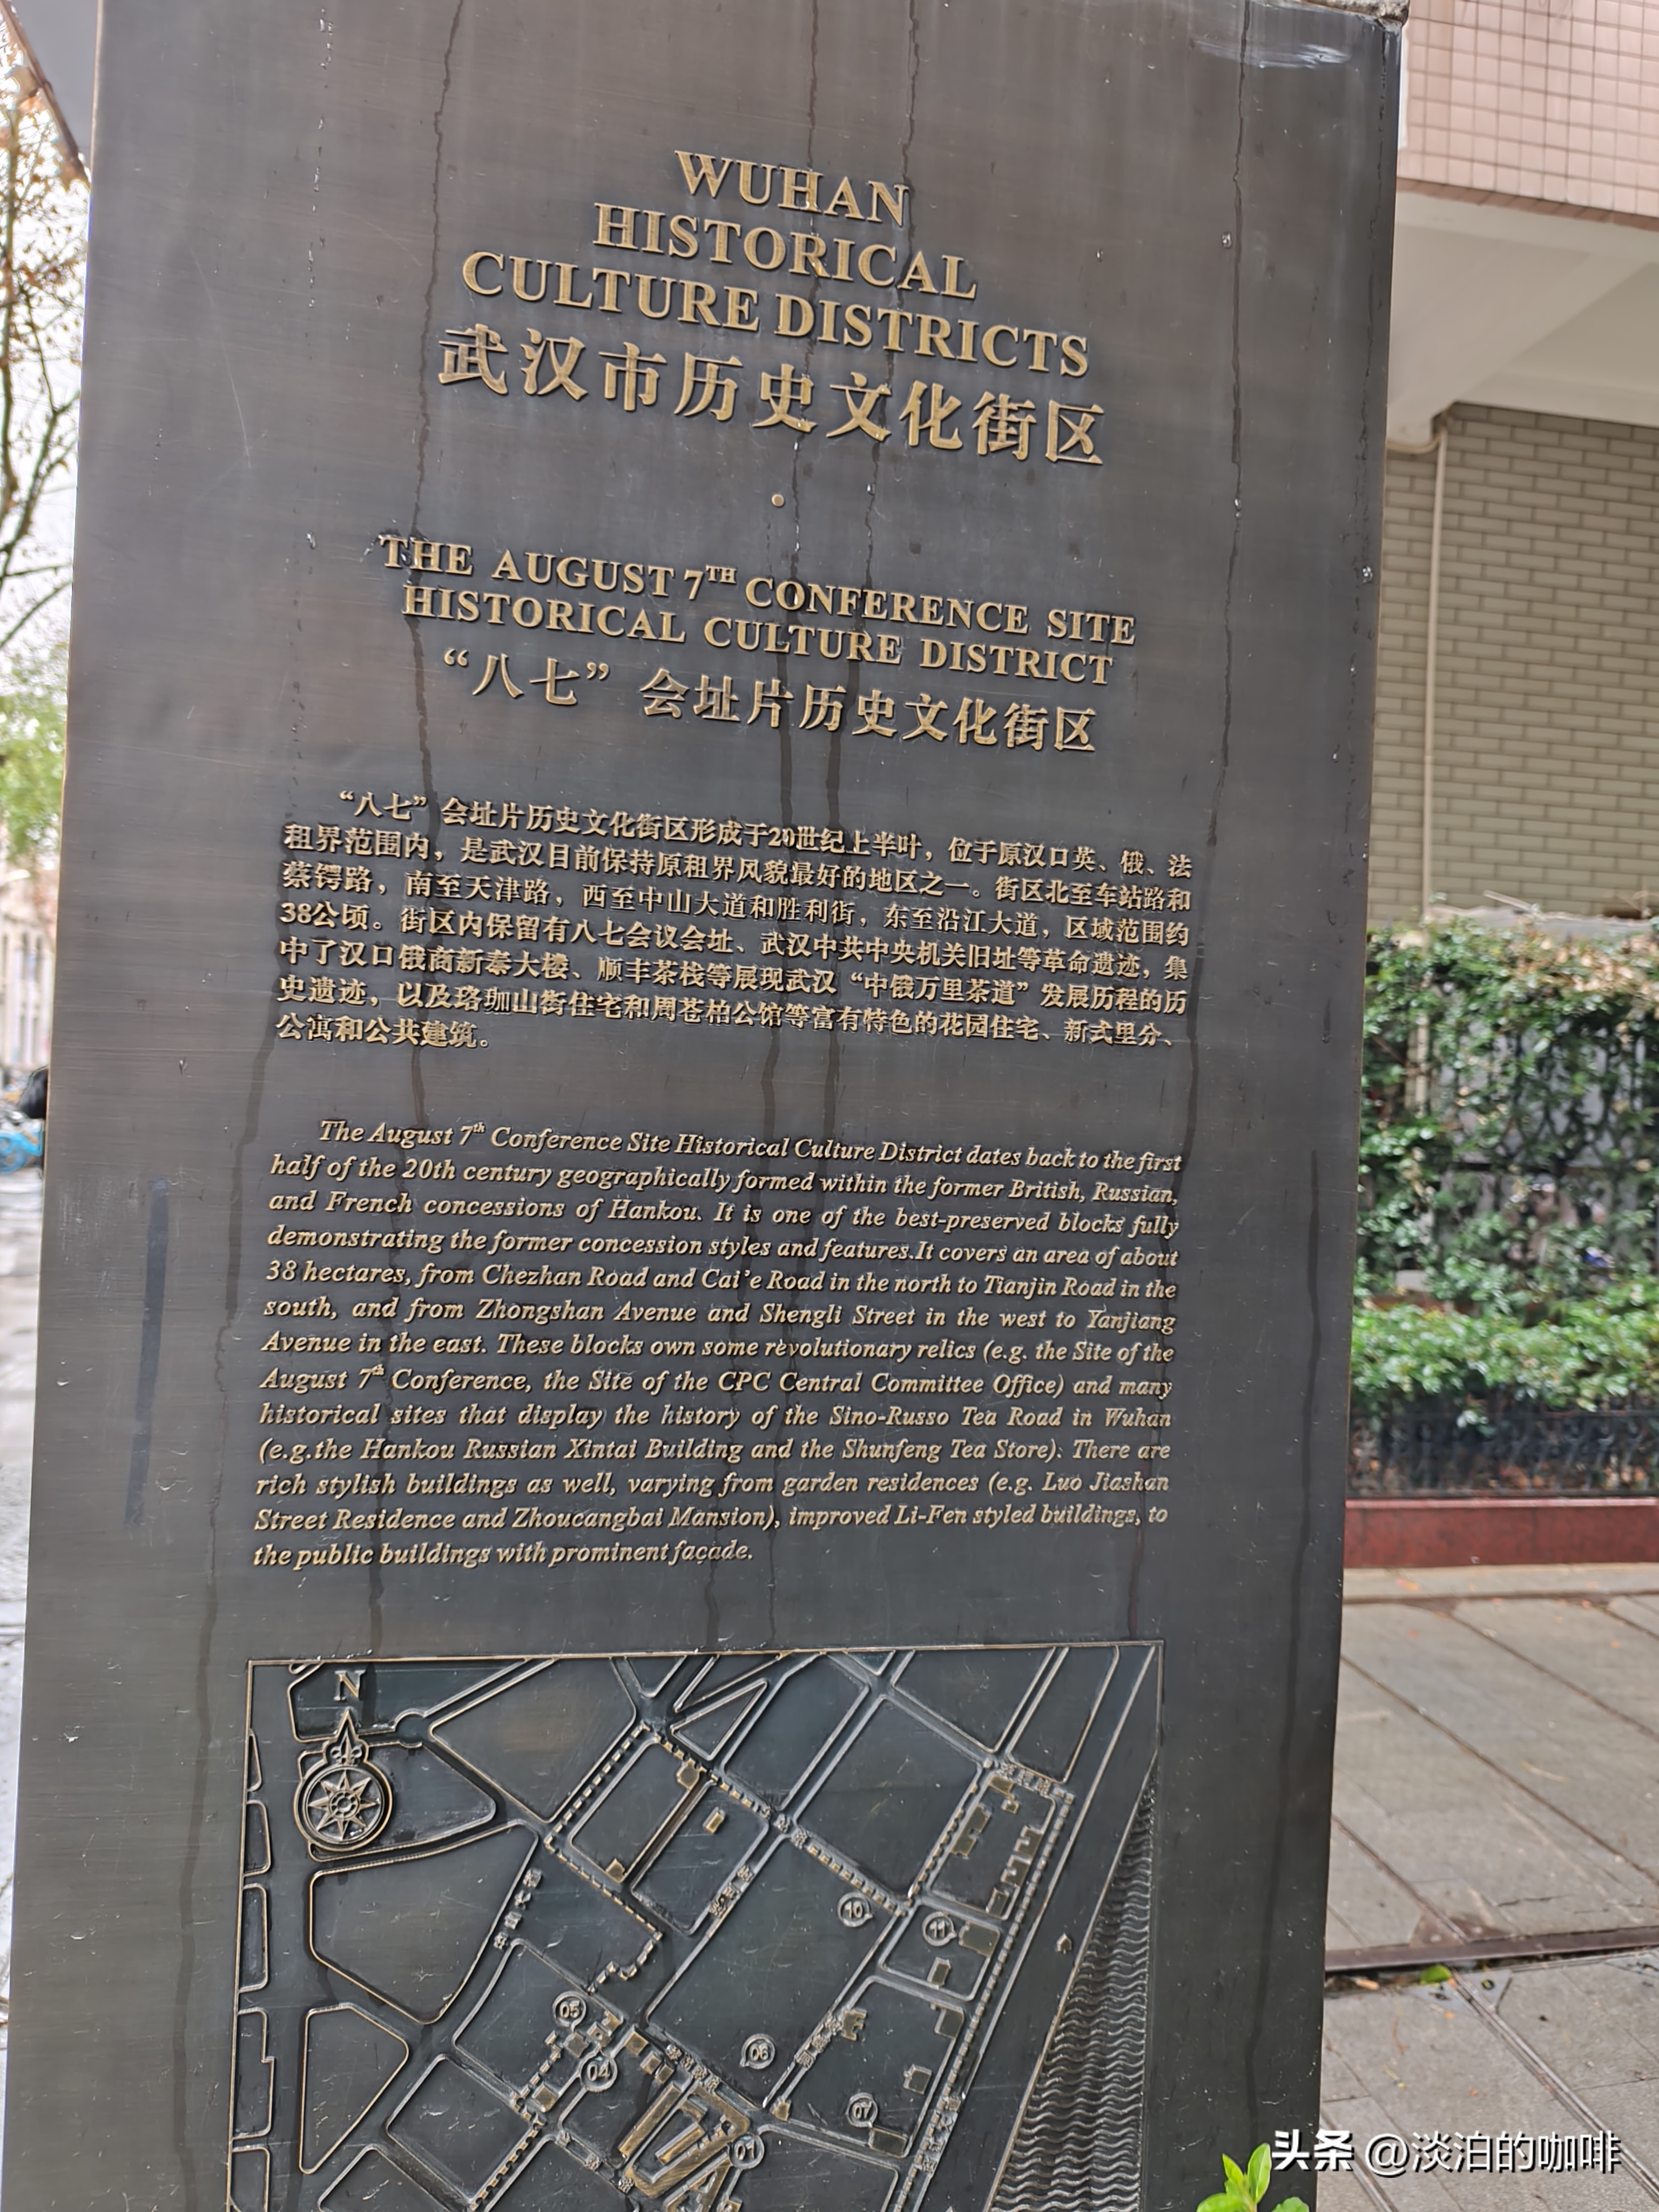 WUHAN
HISTORICAL
CULTURE DISTRICTS
武汉市历史文化街区
THE AUGUST 7TH CONFERENCE SITE
HISTORICAL CULTURE DISTRICT
“八七”会址片历史文化街区
“八七”会址片历史文化街区形成于20世纪上半叶，位于原汉口英、俄、法
租界范围内，是武汉目前保持原租界风貌最好的地区之一。街区北至车站路和
蔡锷路，南至天津路，西至中山大道和胜利街，东至沿江大道，区域范围约
38公顷。街区内保留有八七会议会址、武汉中共中央机关旧址等革命遗迹，集
中了汉口俄商新泰大楼、顺丰茶栈等展现武汉“中俄万里茶道”发展历程的历
史遗迹，以及珞珈山街住宅和周苍柏公馆等富有特色的花园住宅、新式里分、
公寓和公共建筑。
The August 7th Conference Site Historical Culture District dates back to the first
half of the 20th century geographically formed within the former British, Russian,
and French concessions of Hankou. It is one of the best-preserved blocks fully
demonstrating the former concession styles and features.It covers an area of about
38 hectares, from Chezhan Road and Cai’e Road in the north to Tianjin Road in the
south, and from Zhongshan Avenue and Shengli Street in the west to Yanjiang
Avenue in the east. These blocks own some revolutionary relics (e.g. the Site of the
August 7th Conference, the Site of the CPC Central Committee Office) and many
historical sites that display the history of the Sino-Russo Tea Road in Wuhan
(e.g.the Hankou Russian Xintai Building and the Shunfeng Tea Store). There are
rich stylish buildings as well, varying from garden residences (e.g. Luo Jiashan
Street Residence and Zhoucangbai Mansion), improved Li-Fen styled buildings, to
the public buildings with prominent façade.
N
10
11
05
06
04
07
01
头条 @淡泊的咖啡